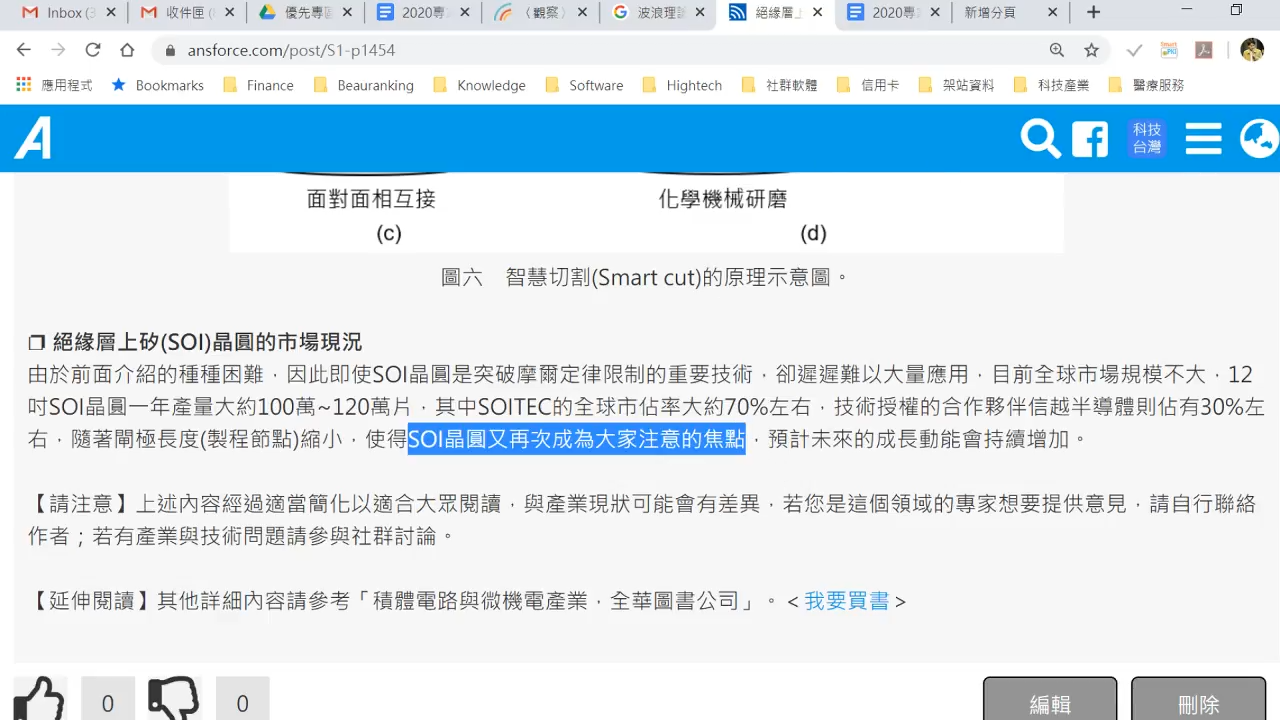 Inbox (3
收件匣 (
優先專區
2020專
（觀察）
波浪理論
絕緣層上
2020專
新增分頁
ansforce.com/post/S1-p1454
應用程式
Bookmarks
Finance
Beauranking
Knowledge
Software
Hightech
社群軟體
信用卡
架站資料
科技產業
醫療服務
科技
台灣
面對面相互接
化學機械研磨
(c)
(d)
圖六　智慧切割(Smart cut)的原理示意圖。
❒ 絕緣層上矽(SOI)晶圓的市場現況
由於前面介紹的種種困難，因此即使SOI晶圓是突破摩爾定律限制的重要技術，卻遲遲難以大量應用，目前全球市場規模不大，12
吋SOI晶圓一年產量大約100萬~120萬片，其中SOITEC的全球市佔率大約70%左右，技術授權的合作夥伴信越半導體則佔有30%左
右，隨著閘極長度(製程節點)縮小，使得SOI晶圓又再次成為大家注意的焦點，預計未來的成長動能會持續增加。
【請注意】上述內容經過適當簡化以適合大眾閱讀，與產業現狀可能會有差異，若您是這個領域的專家想要提供意見，請自行聯絡
作者；若有產業與技術問題請參與社群討論。
【延伸閱讀】其他詳細內容請參考「積體電路與微機電產業，全華圖書公司」。<我要買書>
0
0
編輯
刪除